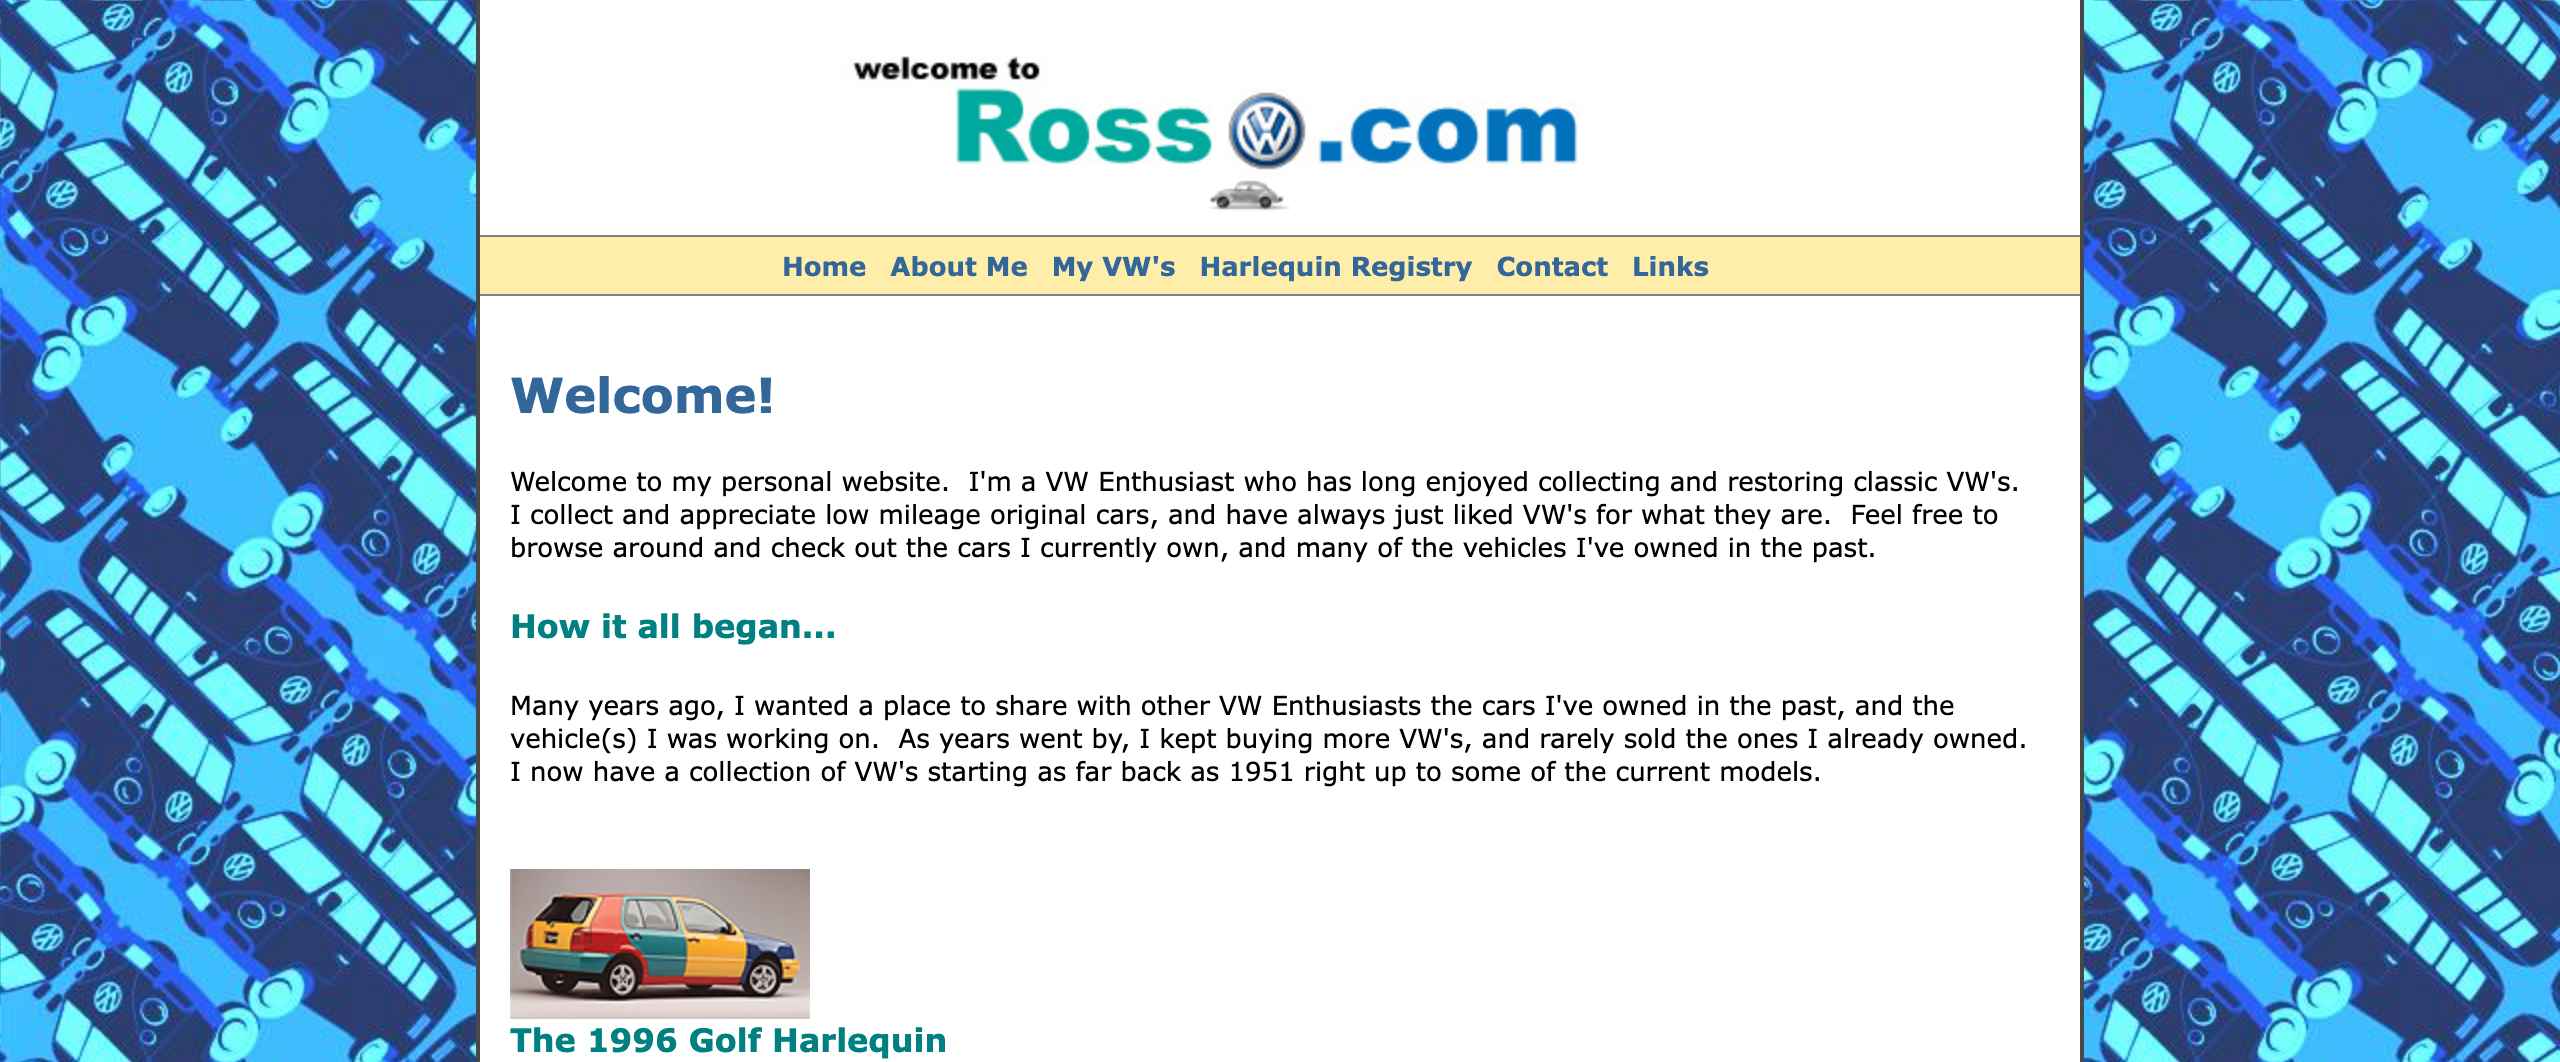 welcome to
Ross VW .com
Home About Me My VW's Harlequin Registry Contact Links
Welcome!
Welcome to my personal website.  I'm a VW Enthusiast who has long enjoyed collecting and restoring classic VW's.
I collect and appreciate low mileage original cars, and have always just liked VW's for what they are.  Feel free to
browse around and check out the cars I currently own, and many of the vehicles I've owned in the past.
How it all began...
Many years ago, I wanted a place to share with other VW Enthusiasts the cars I've owned in the past, and the
vehicle(s) I was working on.  As years went by, I kept buying more VW's, and rarely sold the ones I already owned.
I now have a collection of VW's starting as far back as 1951 right up to some of the current models.
The 1996 Golf Harlequin